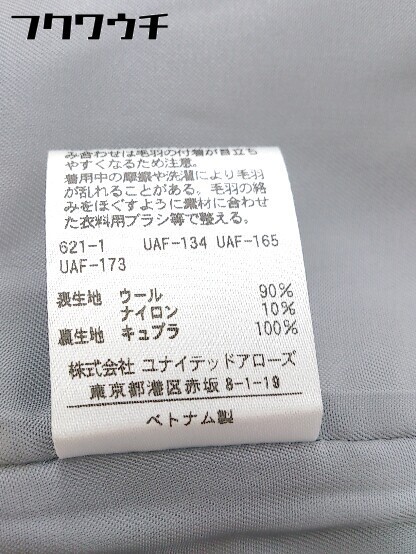 フクワウチ
み合わせは毛羽の付着が目立ち
やすくなるため注意。
着用中の摩擦や洗濯により毛羽
が乱れることがある。毛羽の絡
みをほぐすように素材に合わせ
た衣料用ブラシ等で整える。
621-1 UAF-134 UAF-165
UAF-173
表生地 ウール 90%
ナイロン 10%
裏生地 キュプラ 100%
株式会社 ユナイテッドアローズ
東京都港区赤坂8-1-19
ベトナム製